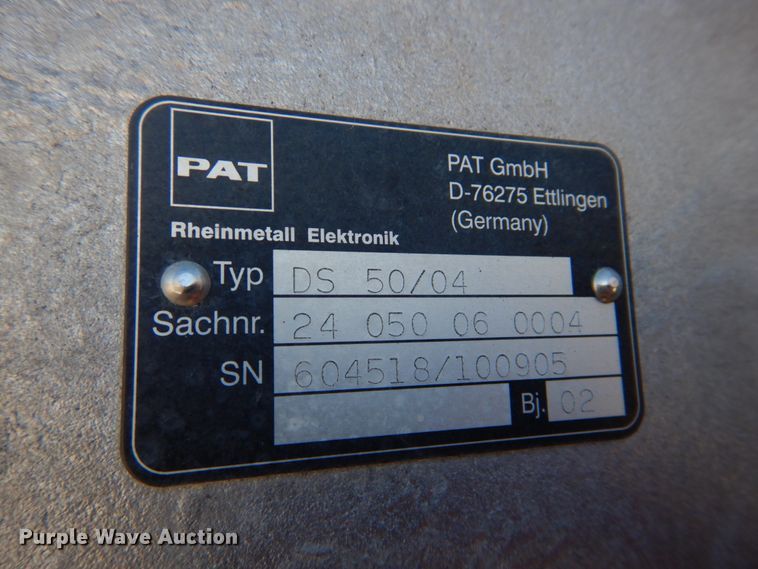 PAT
PAT GmbH
D-76275 Ettlingen
(Germany)
Rheinmetall Elektronik
Typ DS 50/04
Sachnr. 24 050 06 0004
SN 604518/100905
Bj. 02
Purple Wave Auction